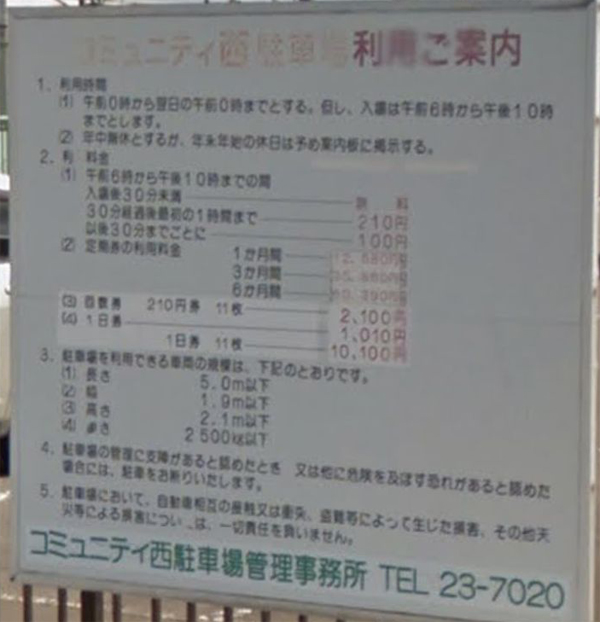 コミュニティ西駐車場利用ご案内
1. 利用時間
(1) 午前0時から翌日の午前0時までとする。但し、入場は午前6時から午後10時
までとします。
(2) 年中無休とするが、年末年始の休日は予め案内板に掲示する。
2. 利 料金
(1) 午前6時から午後10時までの間
入場後30分未満 無 料
30分経過後最初の1時間まで 210円
以後30分までごとに 100円
(2) 定期券の利用料金 1か月間
3か月間
6か月間
(3) 回数券 210円券 11枚 2,100円
(4) 1日券 1,010円
1日券 11枚 10,100円
3. 駐車場を利用できる車両の規模は、下記のとおりです。
(1) 長さ 5.0m以下
(2) 幅 1.9m以下
(3) 高さ 2.1m以下
(4) 重さ 2500kg以下
4. 駐車場の管理に支障があると認めたとき 又は他に危険を及ぼす恐れがあると認めた
場合には、駐車をお断りいたします。
5. 駐車場において、自動車相互の接触又は衝突、盗難等によって生じた損害、その他天
災等による損害につい は、一切責任を負いません。
コミュニティ西駐車場管理事務所 TEL 23-7020